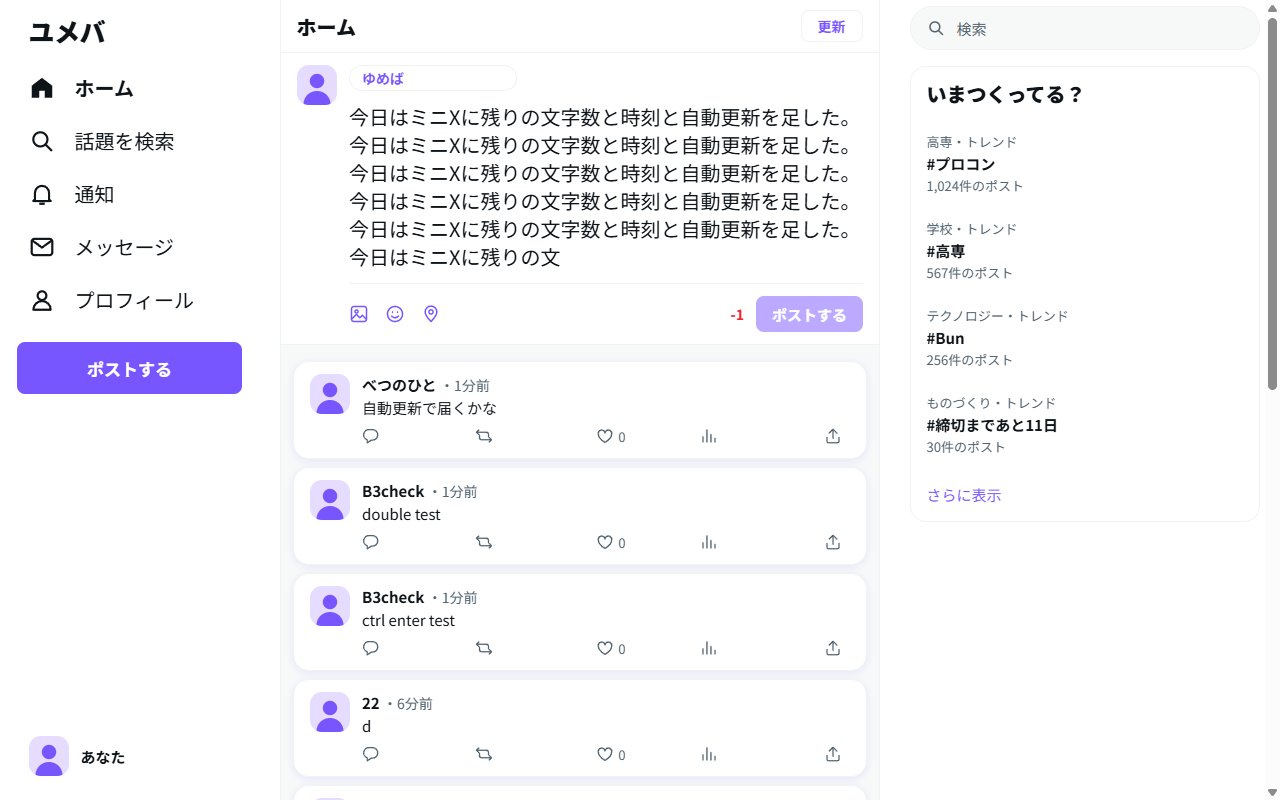 ユメバ
ホーム
話題を検索
通知
メッセージ
プロフィール
ポストする
あなた
ホーム
更新
ゆめば
今日はミニXに残りの文字数と時刻と自動更新を足した。
今日はミニXに残りの文字数と時刻と自動更新を足した。
今日はミニXに残りの文字数と時刻と自動更新を足した。
今日はミニXに残りの文字数と時刻と自動更新を足した。
今日はミニXに残りの文字数と時刻と自動更新を足した。
今日はミニXに残りの文
-1
ポストする
べつのひと ・1分前
自動更新で届くかな
0
B3check ・1分前
double test
0
B3check ・1分前
ctrl enter test
0
22 ・6分前
d
0
検索
いまつくってる？
高専・トレンド
#プロコン
1,024件のポスト
学校・トレンド
#高専
567件のポスト
テクノロジー・トレンド
#Bun
256件のポスト
ものづくり・トレンド
#締切まであと11日
30件のポスト
さらに表示